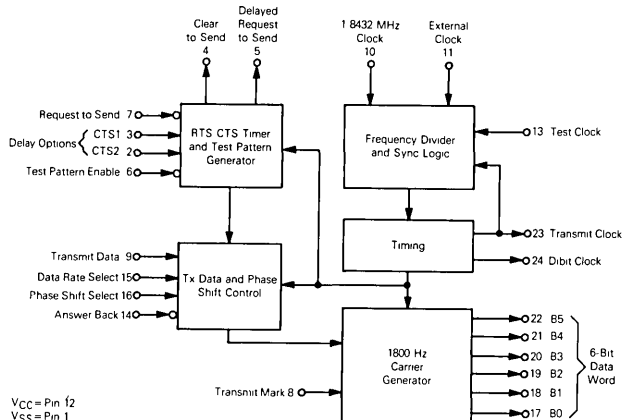 Clear
to Send
4
Delayed
Request
to Send
5
1 8432 MHz
Clock
10
External
Clock
11
Request to Send 7
Delay Options { CTS1 3
CTS2 2
Test Pattern Enable 6
RTS CTS Timer
and Test Pattern
Generator
Frequency Divider
and Sync Logic
13 Test Clock
Timing
23 Transmit Clock
24 Dibit Clock
Transmit Data 9
Data Rate Select 15
Phase Shift Select 16
Answer Back 14
Tx Data and Phase
Shift Control
1800 Hz
Carrier
Generator
Transmit Mark 8
22 B5
21 B4
20 B3
19 B2
18 B1
17 B0
6-Bit
Data
Word
VCC = Pin 12
VSS = Pin 1